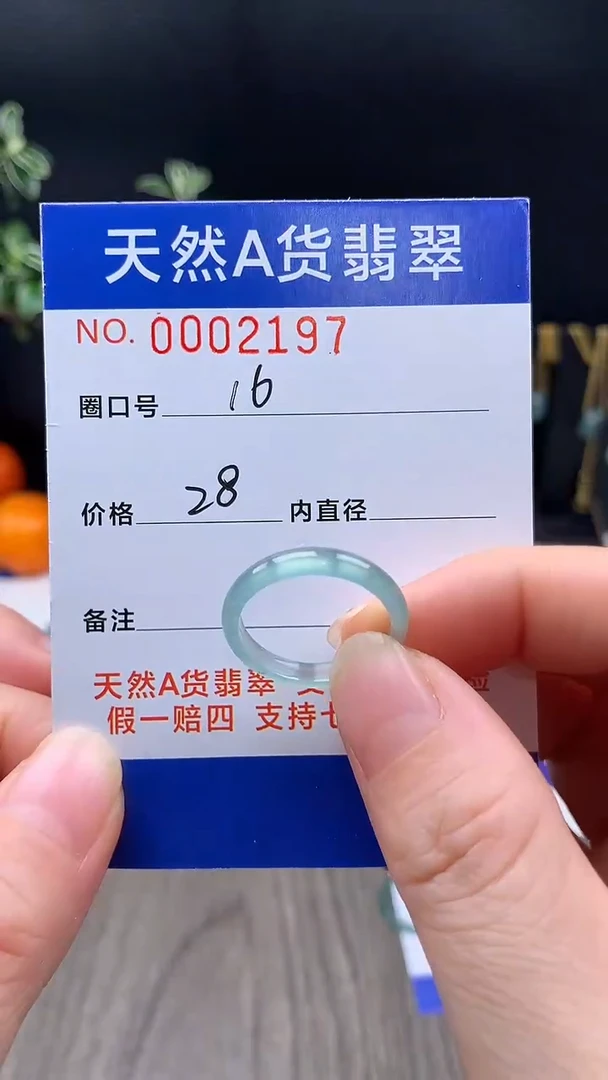 天然A货翡翠
NO. 0002197
圈口号 16
价格 28 内直径
备注
天然A货翡翠
假一赔四 支持